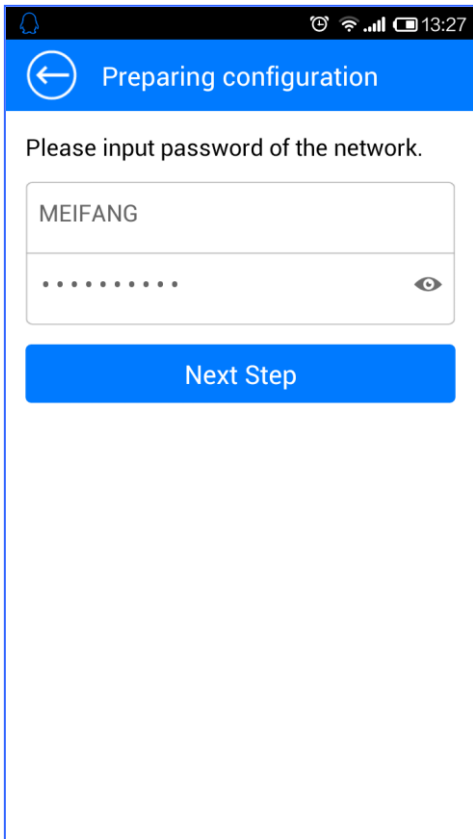 13:27
Preparing configuration
Please input password of the network.
MEIFANG
••••••••••
Next Step